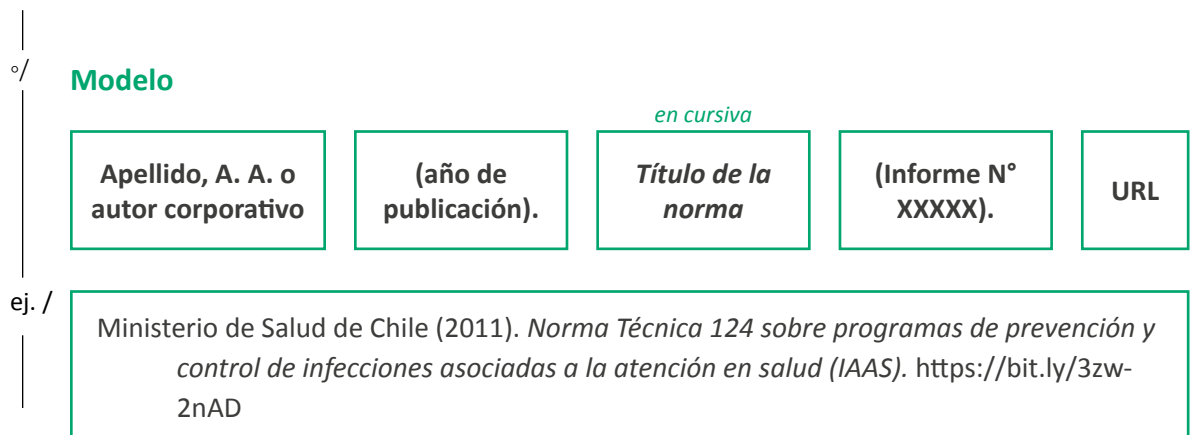 °/
Modelo
en cursiva
Apellido, A. A. o
autor corporativo
(año de
publicación).
Título de la
norma
(Informe N°
XXXXX).
URL
ej. /
Ministerio de Salud de Chile (2011). Norma Técnica 124 sobre programas de prevención y
control de infecciones asociadas a la atención en salud (IAAS). https://bit.ly/3zw-
2nAD